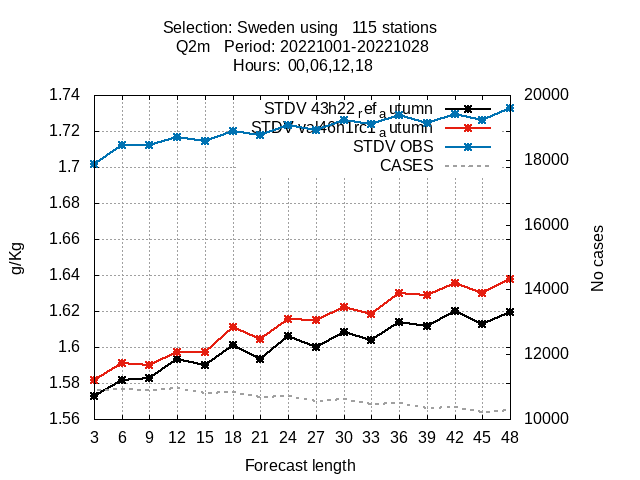 Selection: Sweden using   115 stations
Q2m   Period: 20221001-20221028
Hours:  00,06,12,18
g/Kg
No cases
1.74
1.72
1.7
1.68
1.66
1.64
1.62
1.6
1.58
1.56
20000
18000
16000
14000
12000
10000
STDV 43h22_ref_autumn
STDV val46h1rc1_autumn
STDV OBS
CASES
3 6 9 12 15 18 21 24 27 30 33 36 39 42 45 48
Forecast length